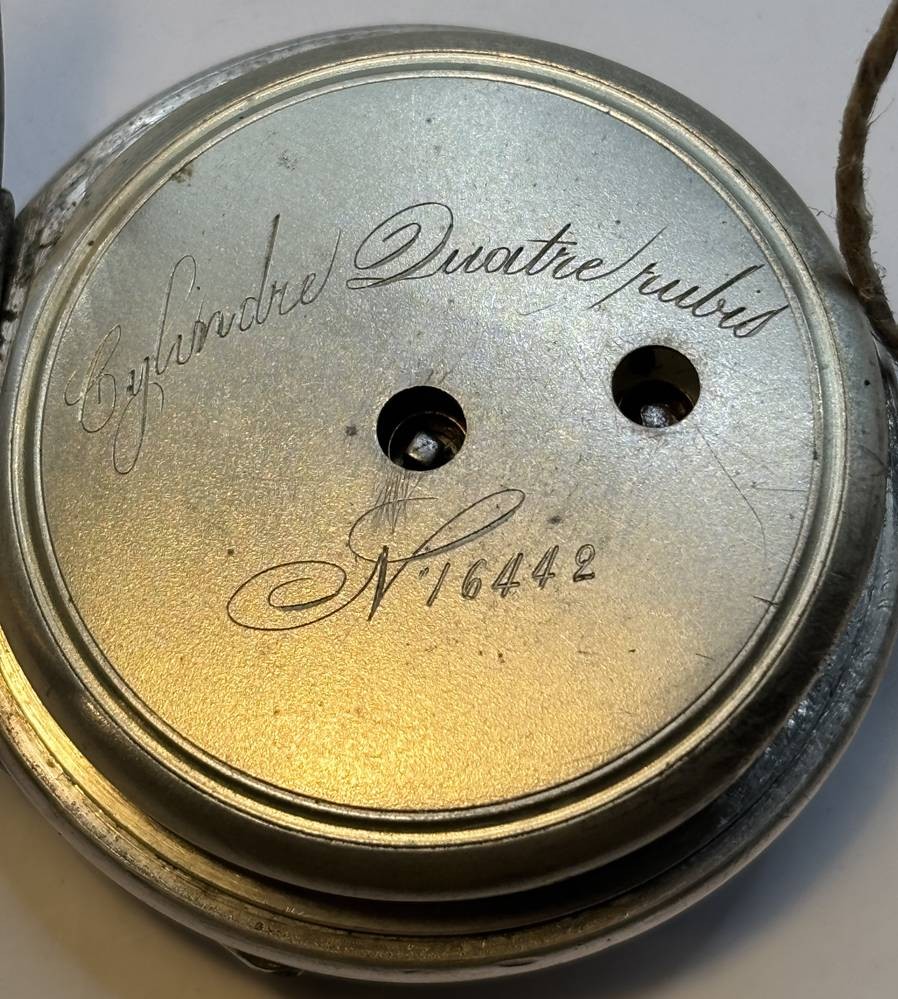 Cylindre Quatre rubis
N. 16442